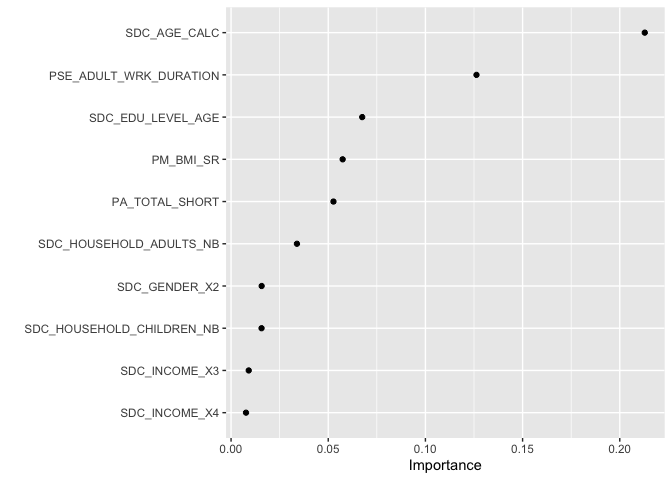 SDC_AGE_CALC
PSE_ADULT_WRK_DURATION
SDC_EDU_LEVEL_AGE
PM_BMI_SR
PA_TOTAL_SHORT
SDC_HOUSEHOLD_ADULTS_NB
SDC_GENDER_X2
SDC_HOUSEHOLD_CHILDREN_NB
SDC_INCOME_X3
SDC_INCOME_X4
0.00 0.05 0.10 0.15 0.20
Importance